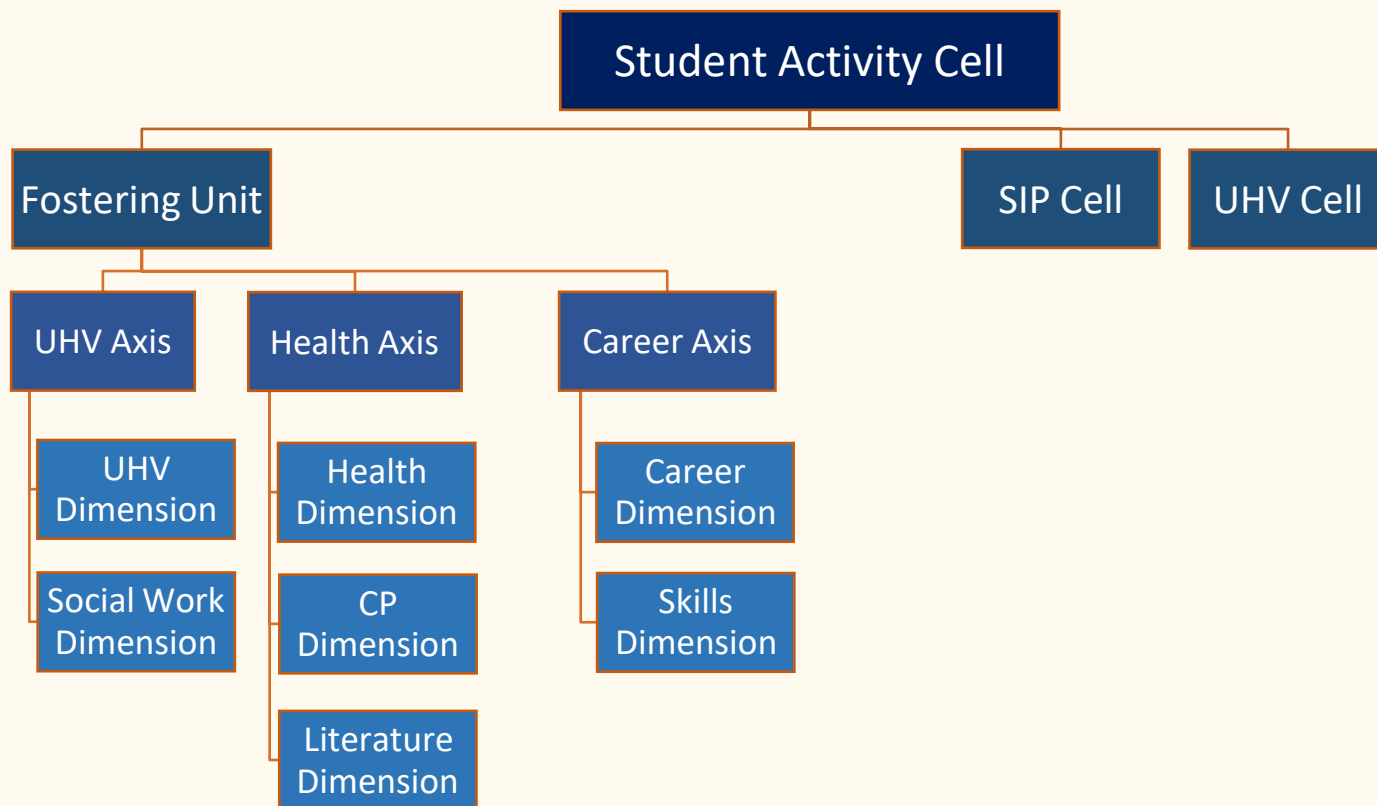 Student Activity Cell
Fostering Unit
SIP Cell
UHV Cell
UHV Axis
Health Axis
Career Axis
UHV
Dimension
Health
Dimension
Career
Dimension
Social Work
Dimension
CP
Dimension
Skills
Dimension
Literature
Dimension